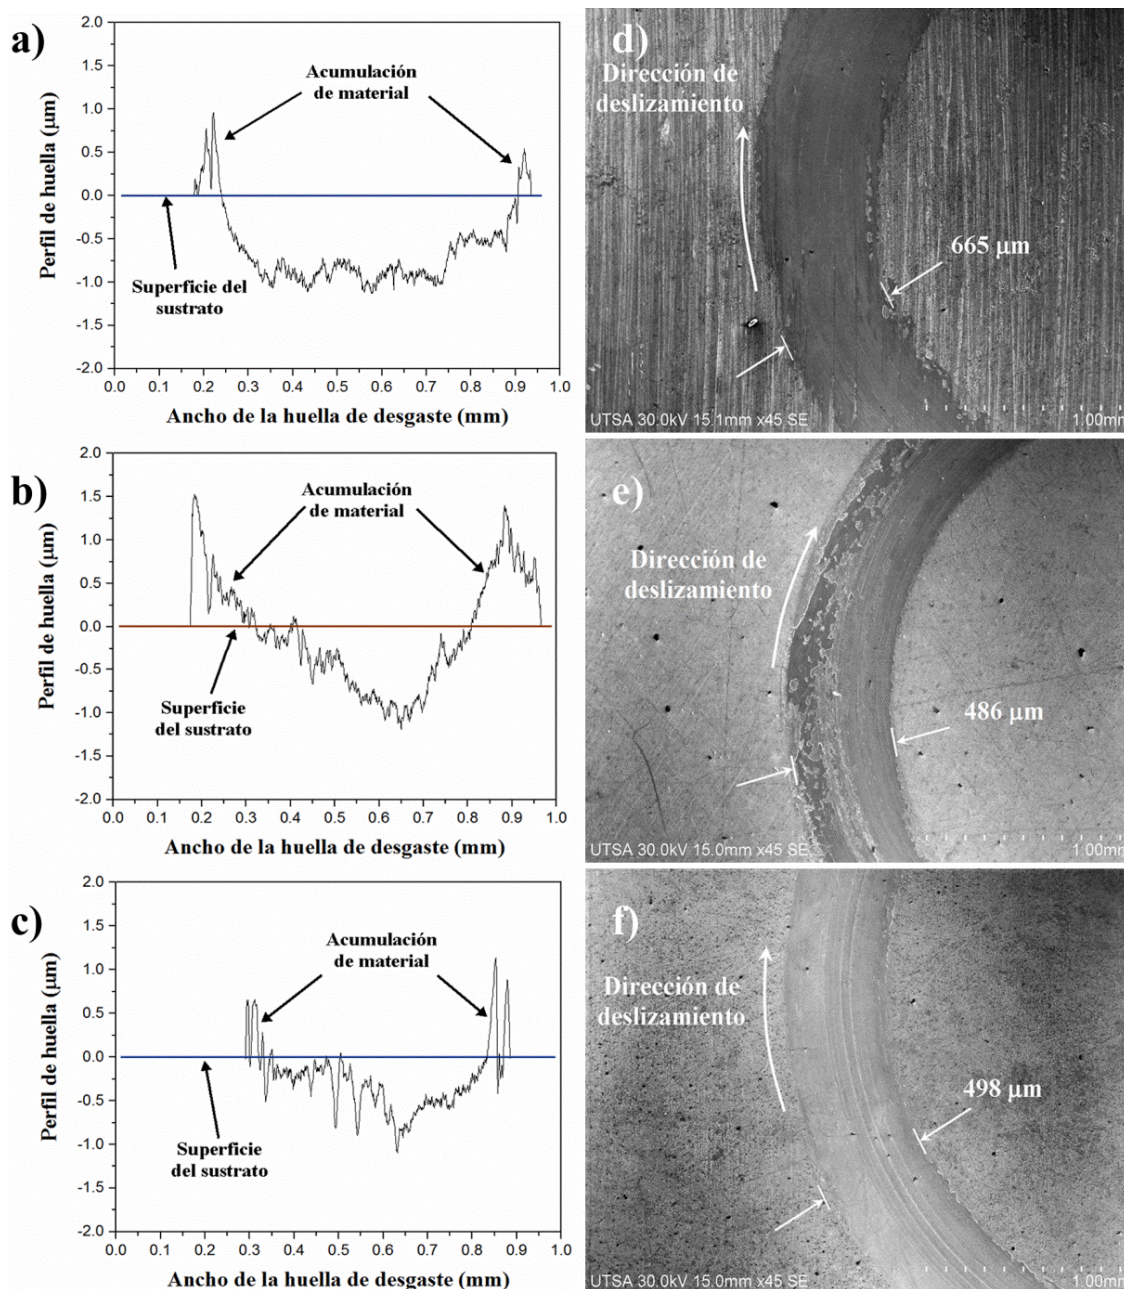 a)
2.0
1.5
1.0
0.5
0.0
-0.5
-1.0
-1.5
-2.0
Perfil de huella (μm)
Acumulación
de material
Superficie del
sustrato
0.0 0.1 0.2 0.3 0.4 0.5 0.6 0.7 0.8 0.9 1.0
Ancho de la huella de desgaste (mm)
d)
Dirección de
deslizamiento
665 μm
UTSA 30.0kV 15.1mm x45 SE
1.00mm
b)
2.0
1.5
1.0
0.5
0.0
-0.5
-1.0
-1.5
-2.0
Perfil de huella (μm)
Acumulación
de material
Superficie
del sustrato
0.0 0.1 0.2 0.3 0.4 0.5 0.6 0.7 0.8 0.9 1.0
Ancho de la huella de desgaste (mm)
e)
Dirección de
deslizamiento
486 μm
UTSA 30.0kV 15.0mm x45 SE
1.00mm
c)
2.0
1.5
1.0
0.5
0.0
-0.5
-1.0
-1.5
-2.0
Perfil de huella (μm)
Acumulación
de material
Superficie
del sustrato
0.0 0.1 0.2 0.3 0.4 0.5 0.6 0.7 0.8 0.9 1.0
Ancho de la huella de desgaste (mm)
f)
Dirección de
deslizamiento
498 μm
UTSA 30.0kV 15.0mm x45 SE
1.00mm